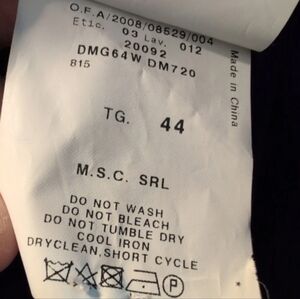 O.F.A/2008/08529/004
Etic. 03 Lav. 012
20092
DMG64W DM720
815
Made in China
TG. 44
M.S.C. SRL
DO NOT WASH
DO NOT BLEACH
DO NOT TUMBLE DRY
COOL IRON
DRYCLEAN,SHORT CYCLE
P